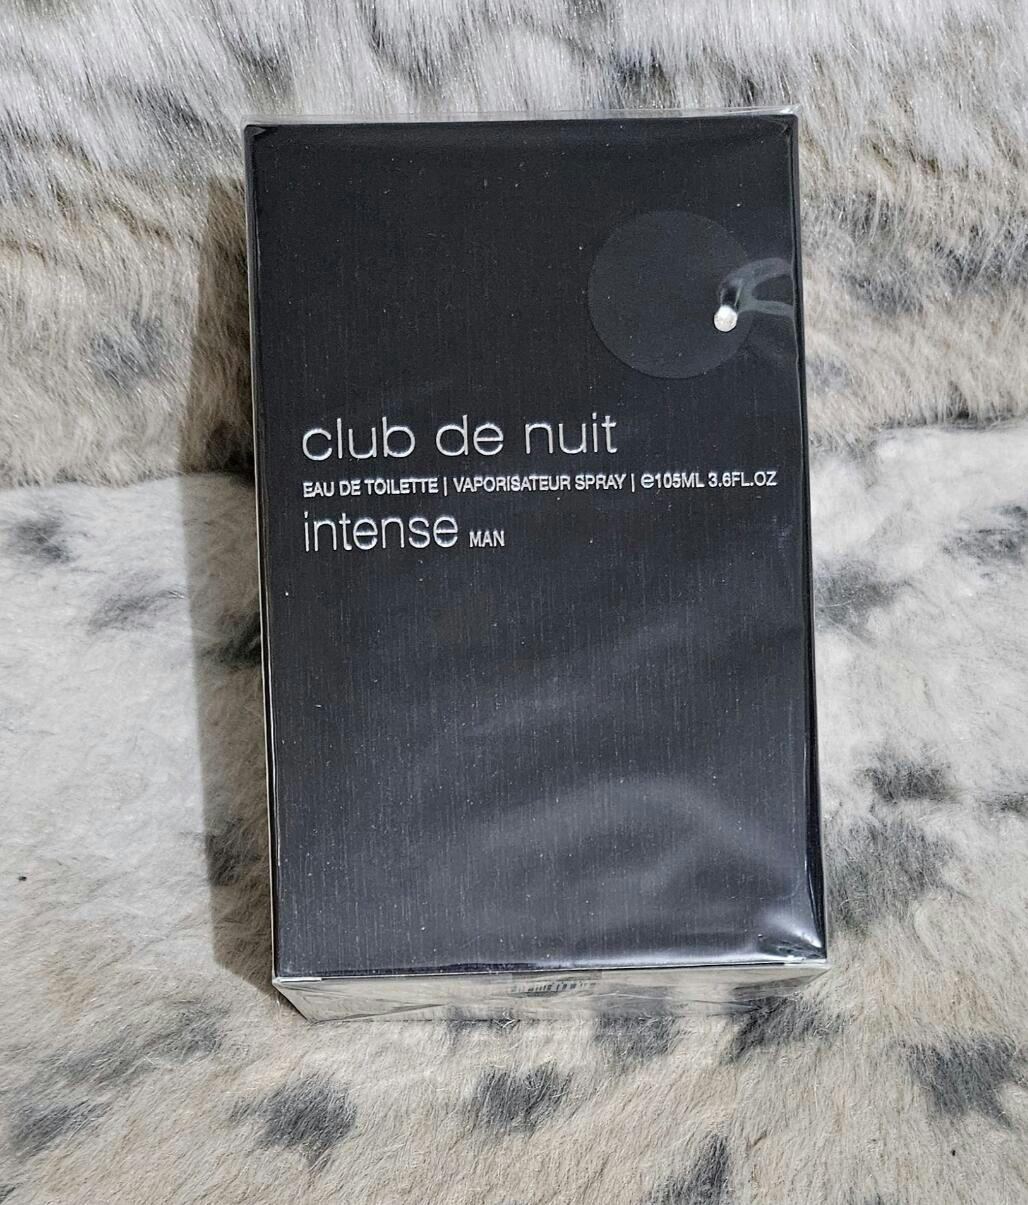 club de nuit
EAU DE TOILETTE | VAPORISATEUR SPRAY | ℮105ML 3.6FL.OZ
intense MAN